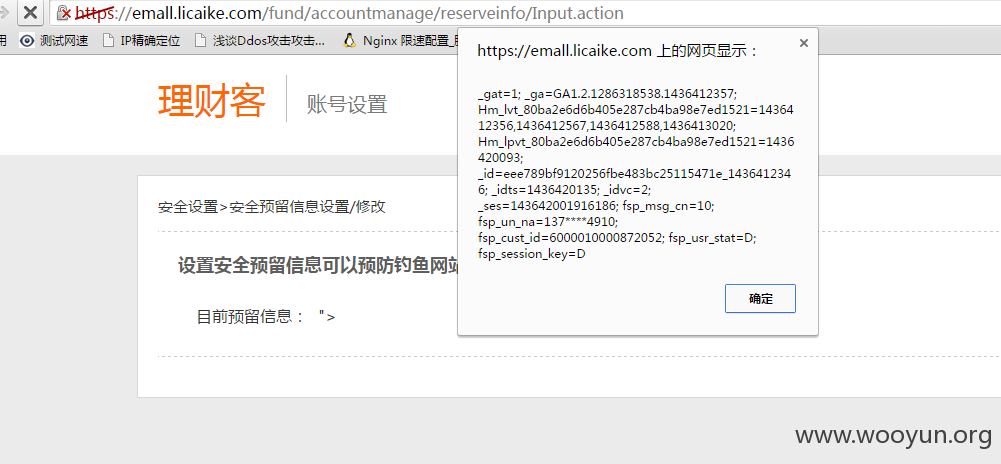 https://emall.licaike.com/fund/accountmanage/reserveinfo/Input.action
用 测试网速 IP精确定位 浅谈Ddos攻击攻击... Nginx 限速配置_
https://emall.licaike.com 上的网页显示：
_gat=1; _ga=GA1.2.1286318538.1436412357;
Hm_lvt_80ba2e6d6b405e287cb4ba98e7ed1521=1436
412356,1436412567,1436412588,1436413020;
Hm_lpvt_80ba2e6d6b405e287cb4ba98e7ed1521=1436
420093;
_id=eee789bf9120256fbe483bc25115471e_143641234
6; _idts=1436420135; _idvc=2;
_ses=143642001916186; fsp_msg_cn=10;
fsp_un_na=137****4910;
fsp_cust_id=6000010000872052; fsp_usr_stat=D;
fsp_session_key=D
确定
理财客 账号设置
安全设置>安全预留信息设置/修改
设置安全预留信息可以预防钓鱼网站
目前预留信息： ">
www.wooyun.org